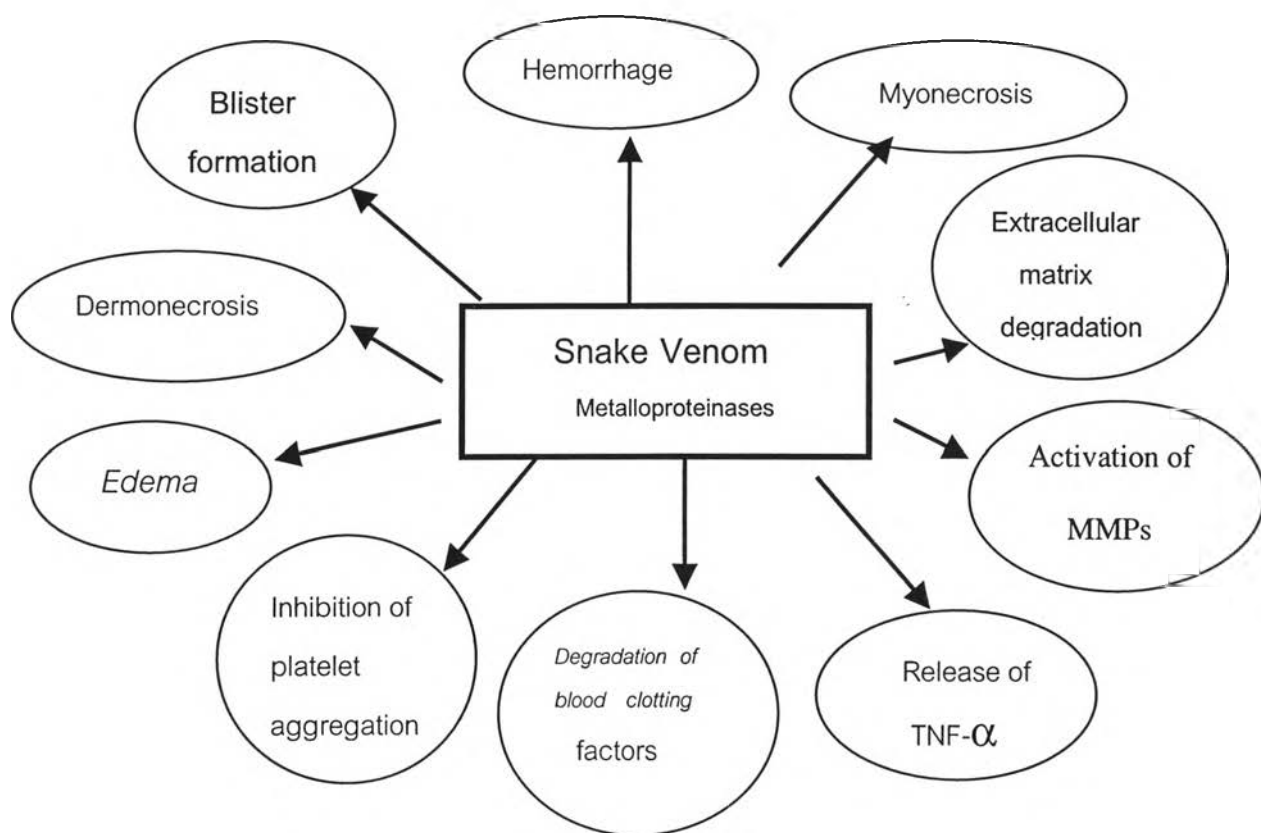 Hemorrhage
Myonecrosis
Blister
formation
Extracellular
matrix
degradation
Dermonecrosis
Snake Venom
Metalloproteinases
Edema
Activation of
MMPs
Inhibition of
platelet
aggregation
Degradation of
blood clotting
factors
Release of
TNF-α